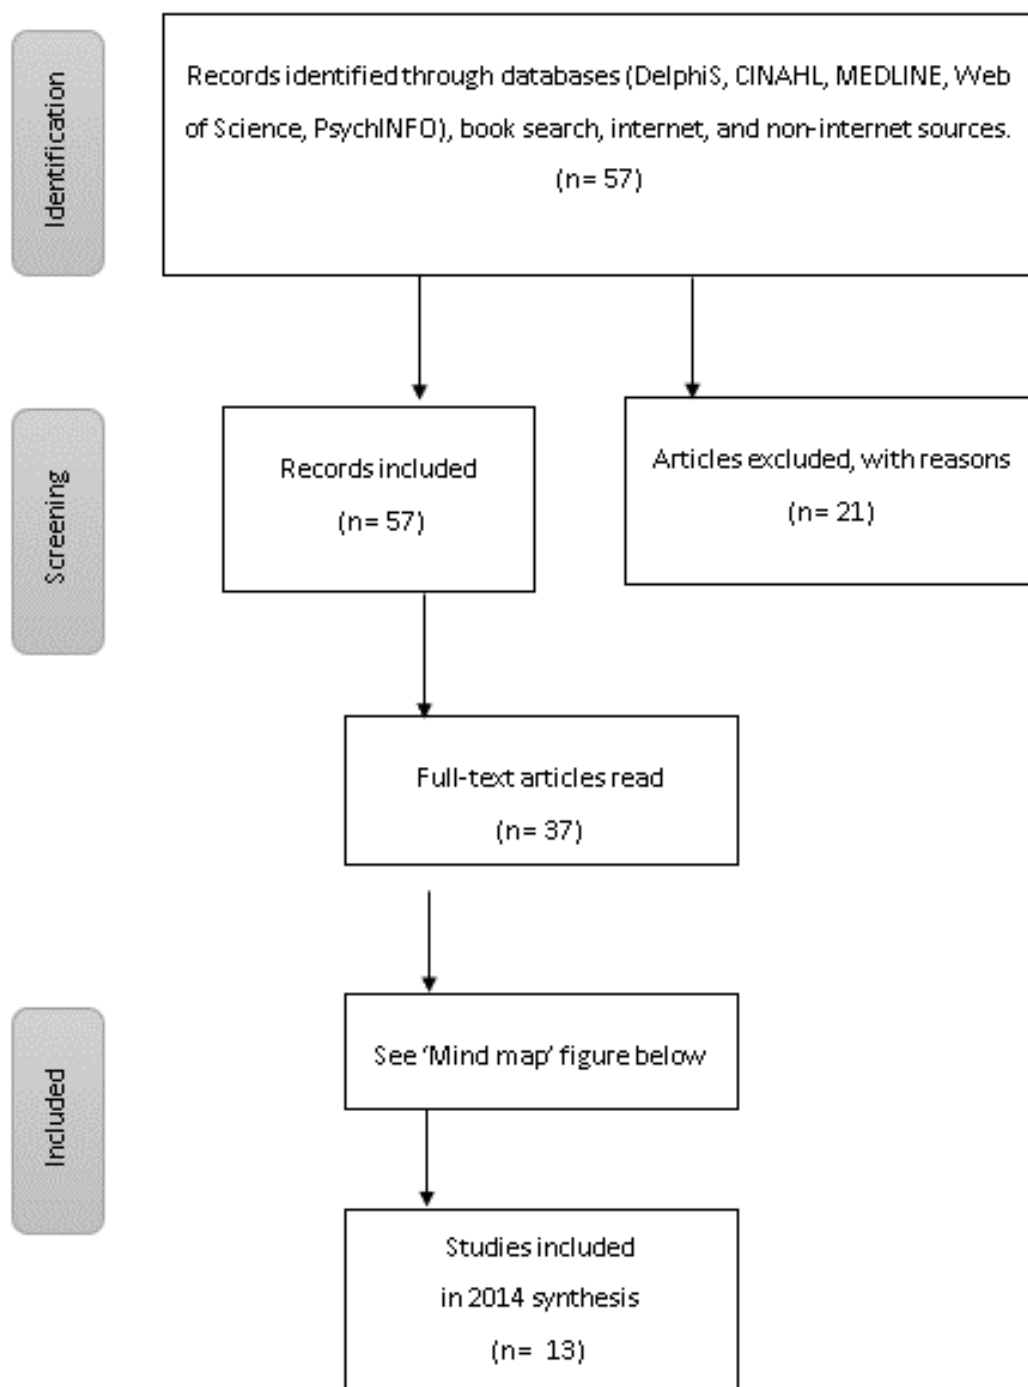 Identification
Records identified through databases (DelphiS, CINAHL, MEDLINE, Web
of Science, PsychINFO), book search, internet, and non-internet sources.
(n= 57)
Screening
Records included
(n= 57)
Articles excluded, with reasons
(n= 21)
Full-text articles read
(n= 37)
Included
See ‘Mind map’ figure below
Studies included
in 2014 synthesis
(n= 13)